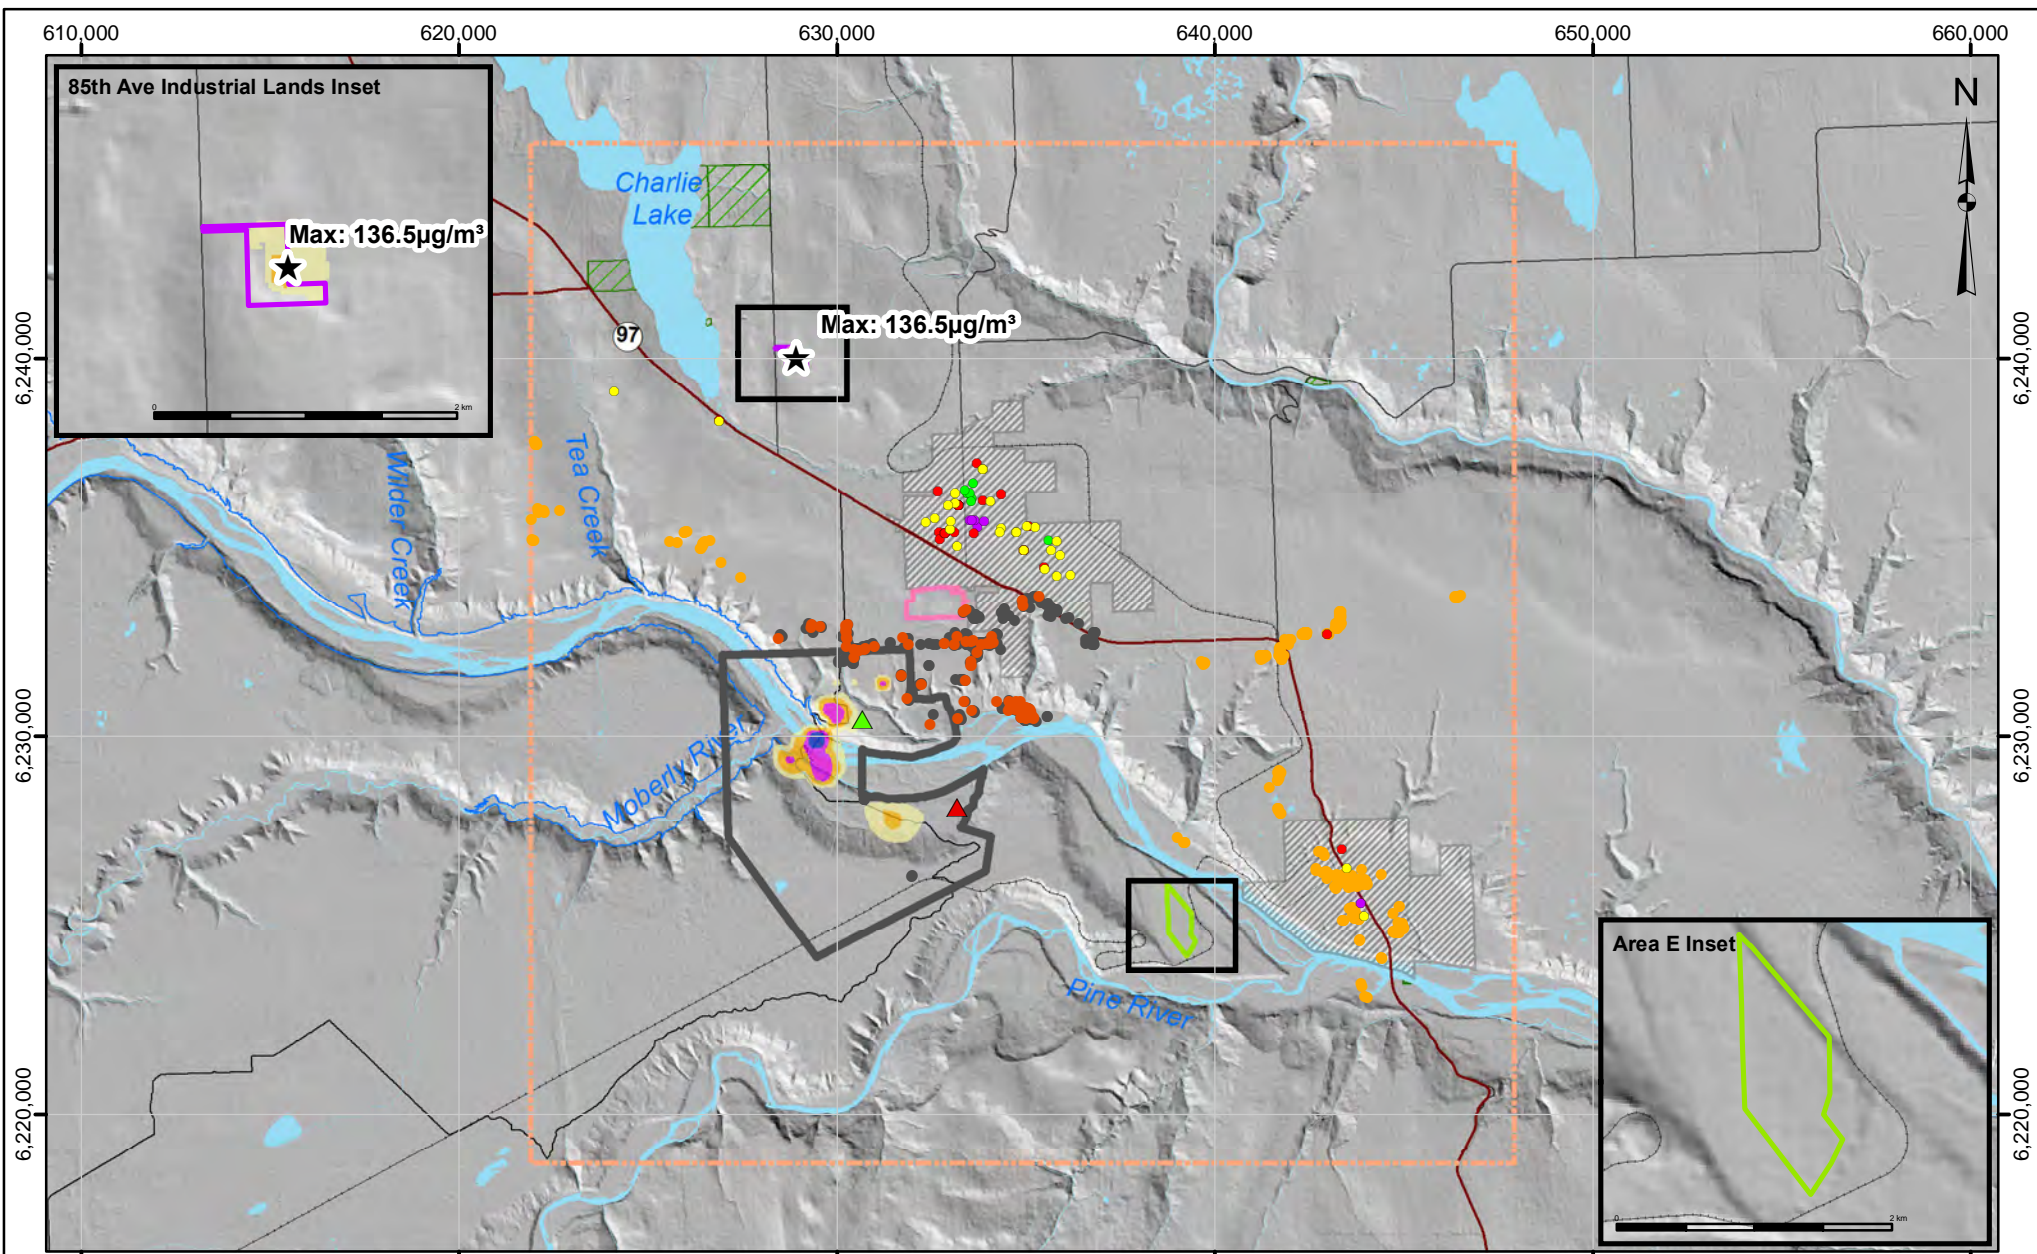 610,000
620,000
630,000
640,000
650,000
660,000
85th Ave Industrial Lands Inset
Max: 136.5µg/m³
0
2 km
N
Charlie
Lake
97
Max: 136.5µg/m³
6,240,000
6,240,000
Wilder Creek
Tea Creek
6,230,000
6,230,000
Moberly River
Pine River
Area E Inset
0
2 km
6,220,000
6,220,000